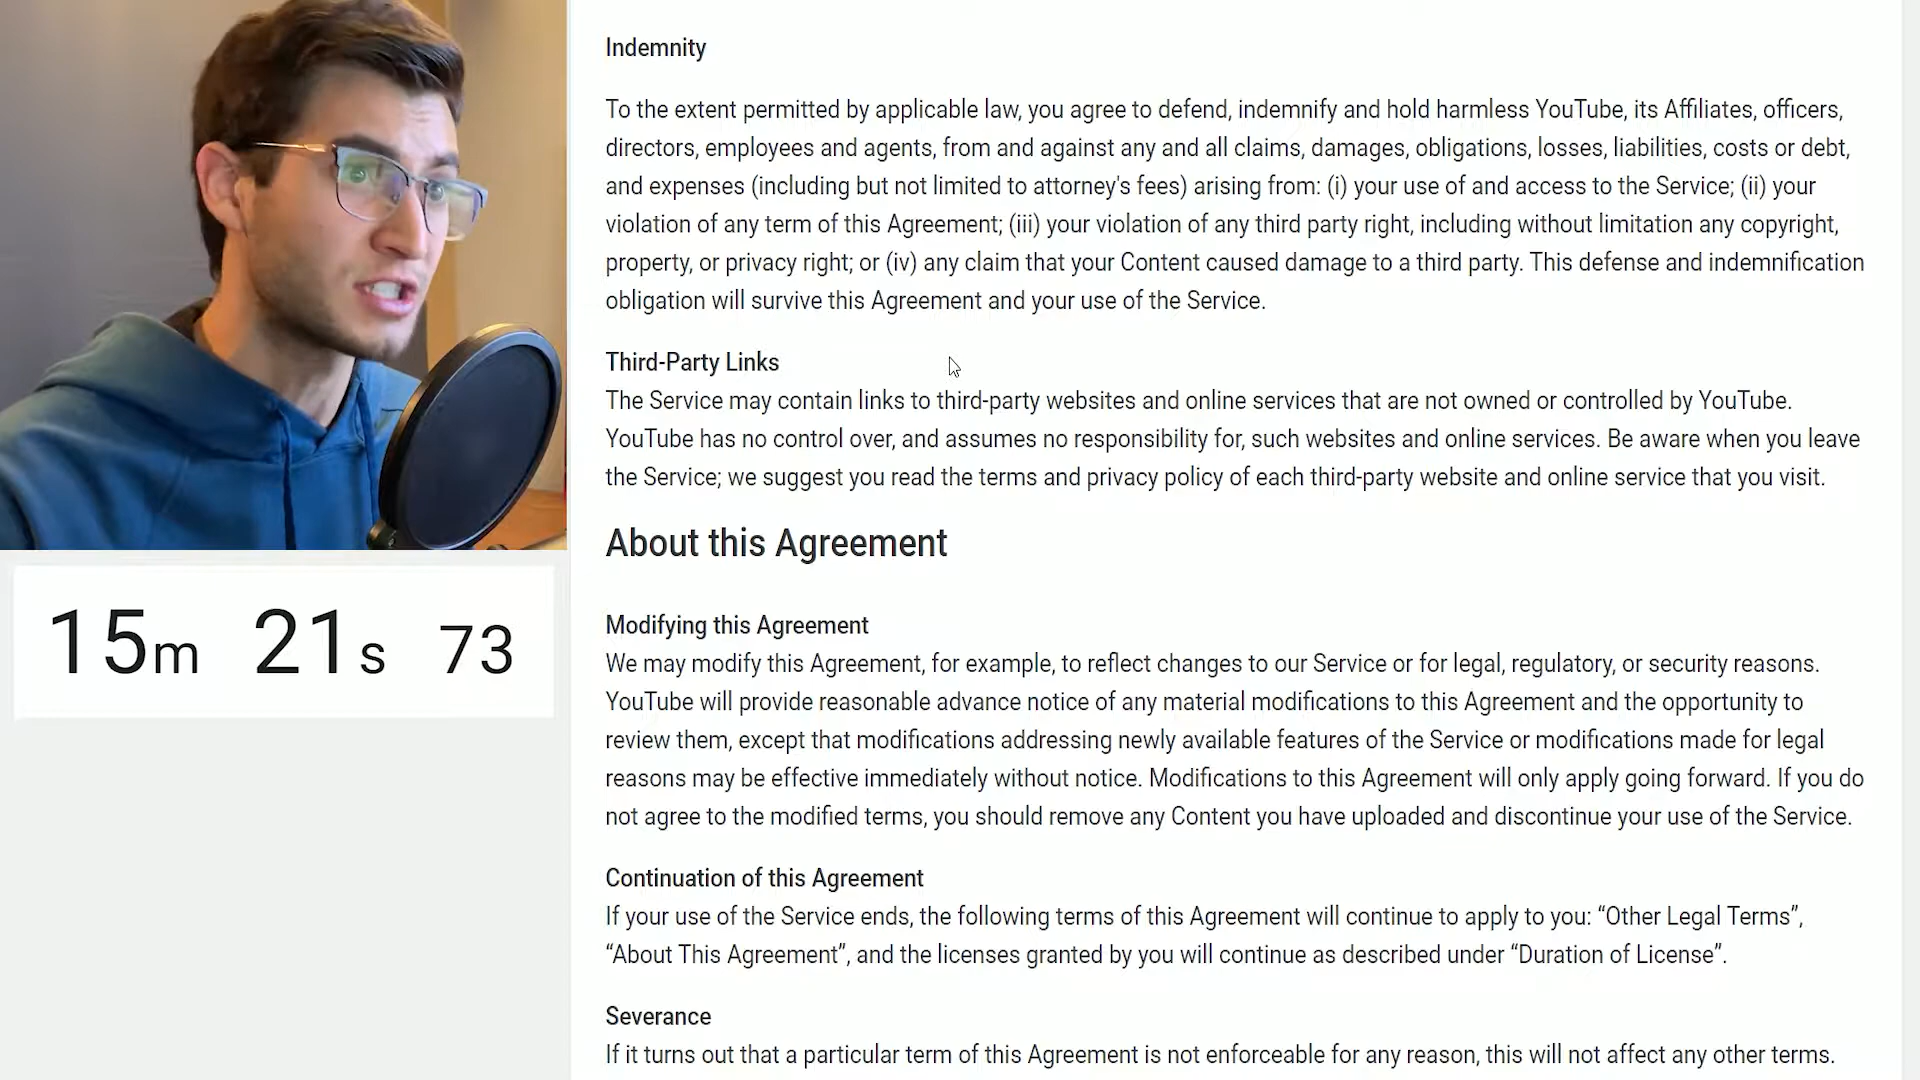 Indemnity
To the extent permitted by applicable law, you agree to defend, indemnify and hold harmless YouTube, its Affiliates, officers,
directors, employees and agents, from and against any and all claims, damages, obligations, losses, liabilities, costs or debt,
and expenses (including but not limited to attorney's fees) arising from: (i) your use of and access to the Service; (ii) your
violation of any term of this Agreement; (iii) your violation of any third party right, including without limitation any copyright,
property, or privacy right; or (iv) any claim that your Content caused damage to a third party. This defense and indemnification
obligation will survive this Agreement and your use of the Service.
Third-Party Links
The Service may contain links to third-party websites and online services that are not owned or controlled by YouTube.
YouTube has no control over, and assumes no responsibility for, such websites and online services. Be aware when you leave
the Service; we suggest you read the terms and privacy policy of each third-party website and online service that you visit.
About this Agreement
Modifying this Agreement
We may modify this Agreement, for example, to reflect changes to our Service or for legal, regulatory, or security reasons.
YouTube will provide reasonable advance notice of any material modifications to this Agreement and the opportunity to
review them, except that modifications addressing newly available features of the Service or modifications made for legal
reasons may be effective immediately without notice. Modifications to this Agreement will only apply going forward. If you do
not agree to the modified terms, you should remove any Content you have uploaded and discontinue your use of the Service.
Continuation of this Agreement
If your use of the Service ends, the following terms of this Agreement will continue to apply to you: “Other Legal Terms”,
“About This Agreement”, and the licenses granted by you will continue as described under “Duration of License”.
Severance
If it turns out that a particular term of this Agreement is not enforceable for any reason, this will not affect any other terms.
15m 21s 73